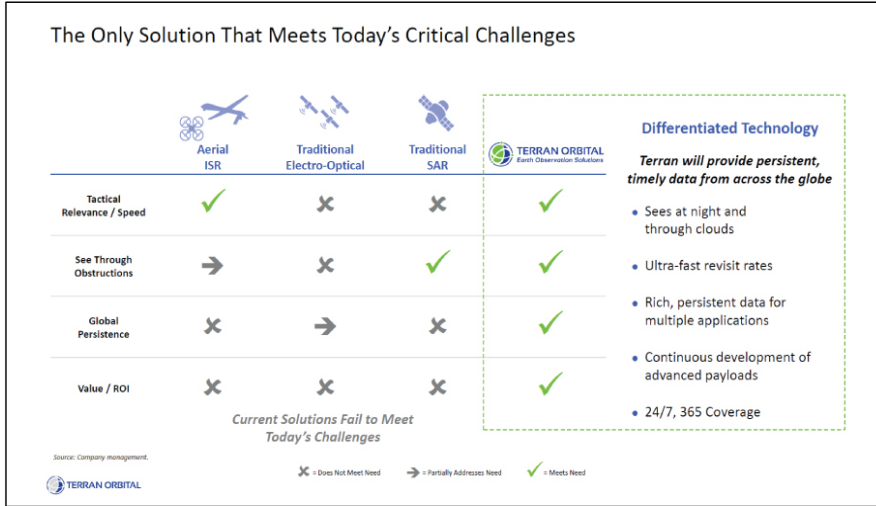 The Only Solution That Meets Today's Critical Challenges
Aerial
ISR
Traditional
Electro-Optical
Traditional
SAR
TERRAN ORBITAL
Earth Observation Solutions
Tactical
Relevance / Speed
See Through
Obstructions
Global
Persistence
Value / ROI
Current Solutions Fail to Meet
Today's Challenges
Differentiated Technology
Terran will provide persistent,
timely data from across the globe
• Sees at night and
through clouds
• Ultra-fast revisit rates
• Rich, persistent data for
multiple applications
• Continuous development of
advanced payloads
• 24/7, 365 Coverage
Source: Company management.
= Does Not Meet Need
= Partially Addresses Need
= Meets Need
TERRAN ORBITAL